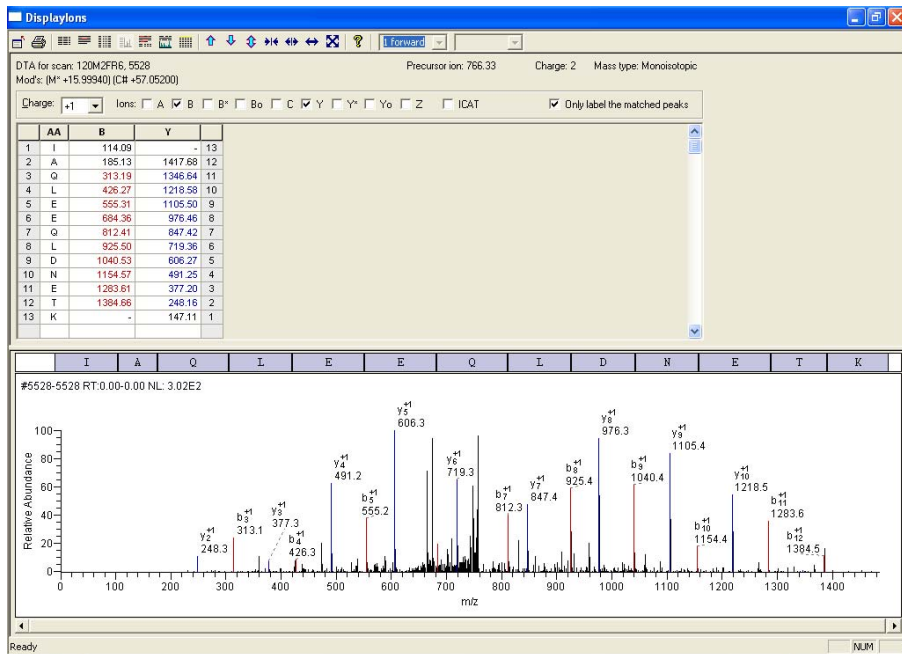 DisplayIons
1 forward
DTA for scan: 120M2FR6, 5528 Precursor ion: 766.33 Charge: 2 Mass type: Monoisotopic
Mod's: (M* +15.99940) (C# +57.05200)
Charge: +1 Ions: A B B* Bo C Y Y* Yo Z ICAT Only label the matched peaks
AA B Y
1 I 114.09 - 13
2 A 185.13 1417.68 12
3 Q 313.19 1346.64 11
4 L 426.27 1218.58 10
5 E 555.31 1105.50 9
6 E 684.36 976.46 8
7 Q 812.41 847.42 7
8 L 925.50 719.36 6
9 D 1040.53 606.27 5
10 N 1154.57 491.25 4
11 E 1283.61 377.20 3
12 T 1384.66 248.16 2
13 K - 147.11 1
I A Q L E E Q L D N E T K
#5528-5528 RT:0.00-0.00 NL: 3.02E2
Relative Abundance
100
80
60
40
20
0
y2 +1
248.3
b3 +1
313.1
y3 +1
377.3
b4 +1
426.3
y4 +1
491.2
b5 +1
555.2
y5 +1
606.3
y6 +1
719.3
b7 +1
812.3
y7 +1
847.4
b8 +1
925.4
y8 +1
976.3
b9 +1
1040.4
y9 +1
1105.4
b10 +1
1154.4
y10 +1
1218.5
b11 +1
1283.6
b12 +1
1384.5
0 100 200 300 400 500 600 700 800 900 1000 1100 1200 1300 1400
m/z
Ready NUM